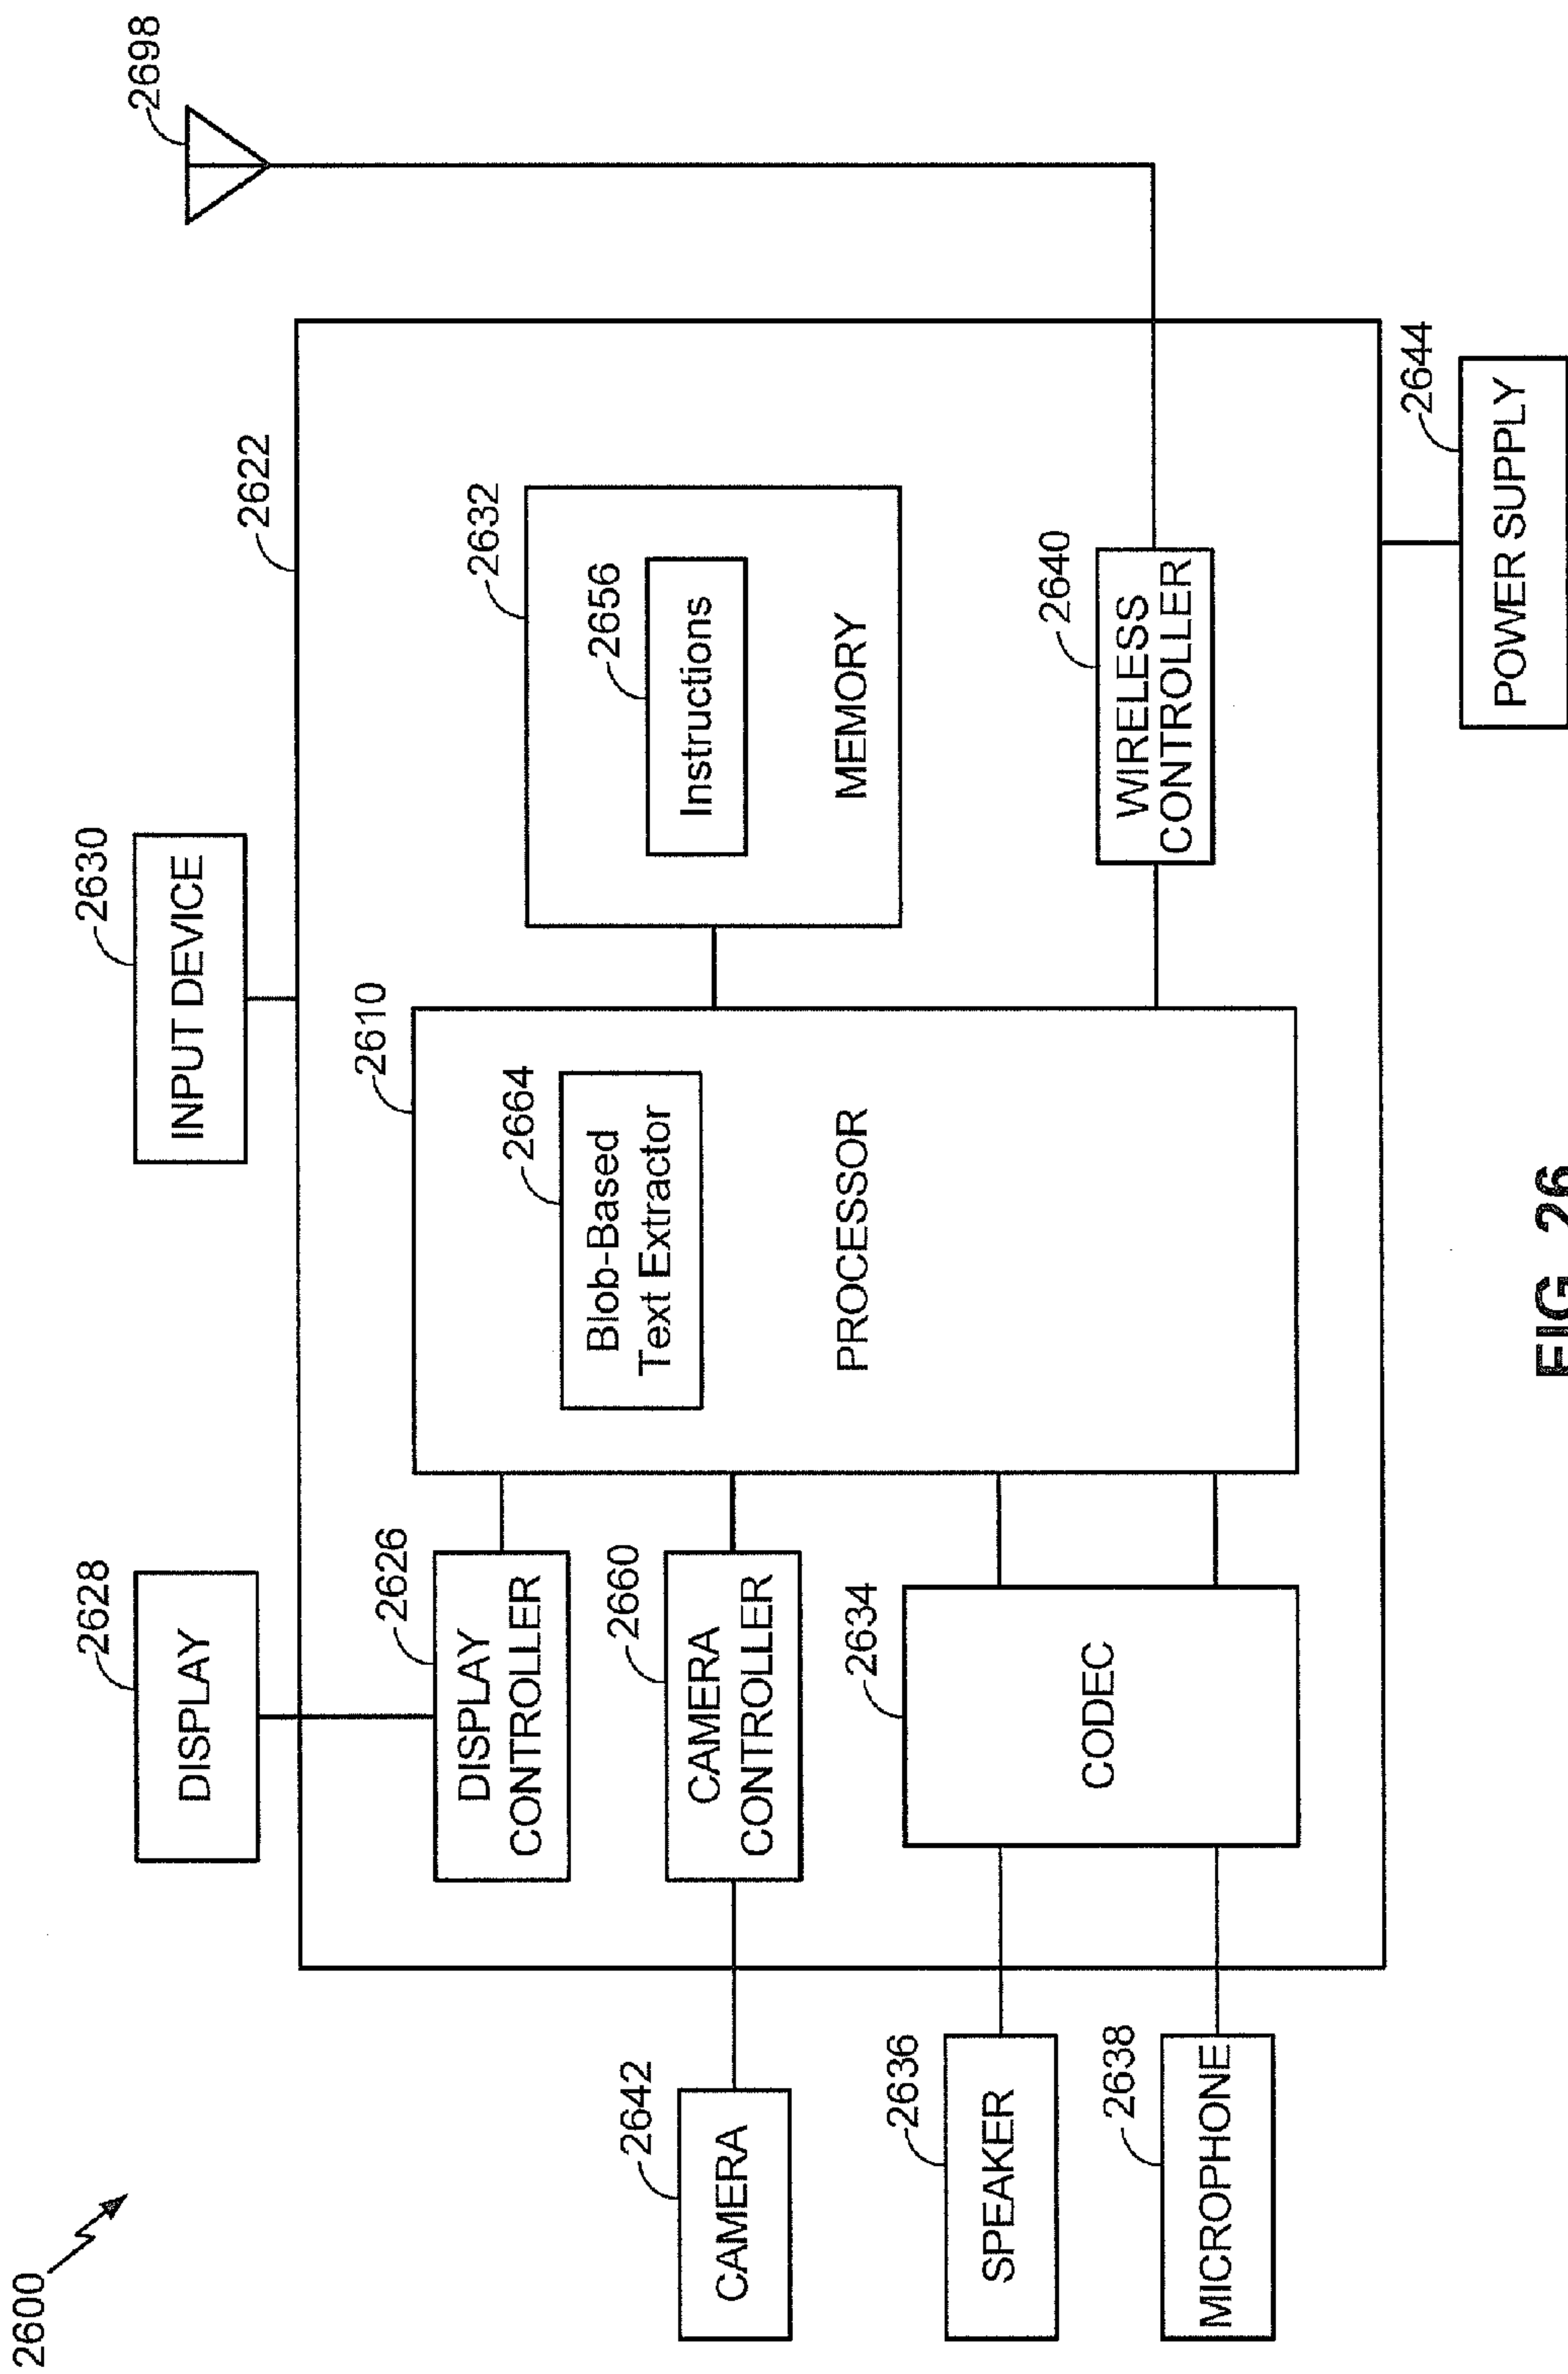 2600
2628
DISPLAY
2630
INPUT DEVICE
2622
2698
2626
DISPLAY
CONTROLLER
2610
2664
Blob-Based
Text Extractor
PROCESSOR
2632
2656
Instructions
MEMORY
2642
CAMERA
2660
CAMERA
CONTROLLER
2636
SPEAKER
2634
CODEC
2638
MICROPHONE
2640
WIRELESS
CONTROLLER
2644
POWER SUPPLY
FIG. 26